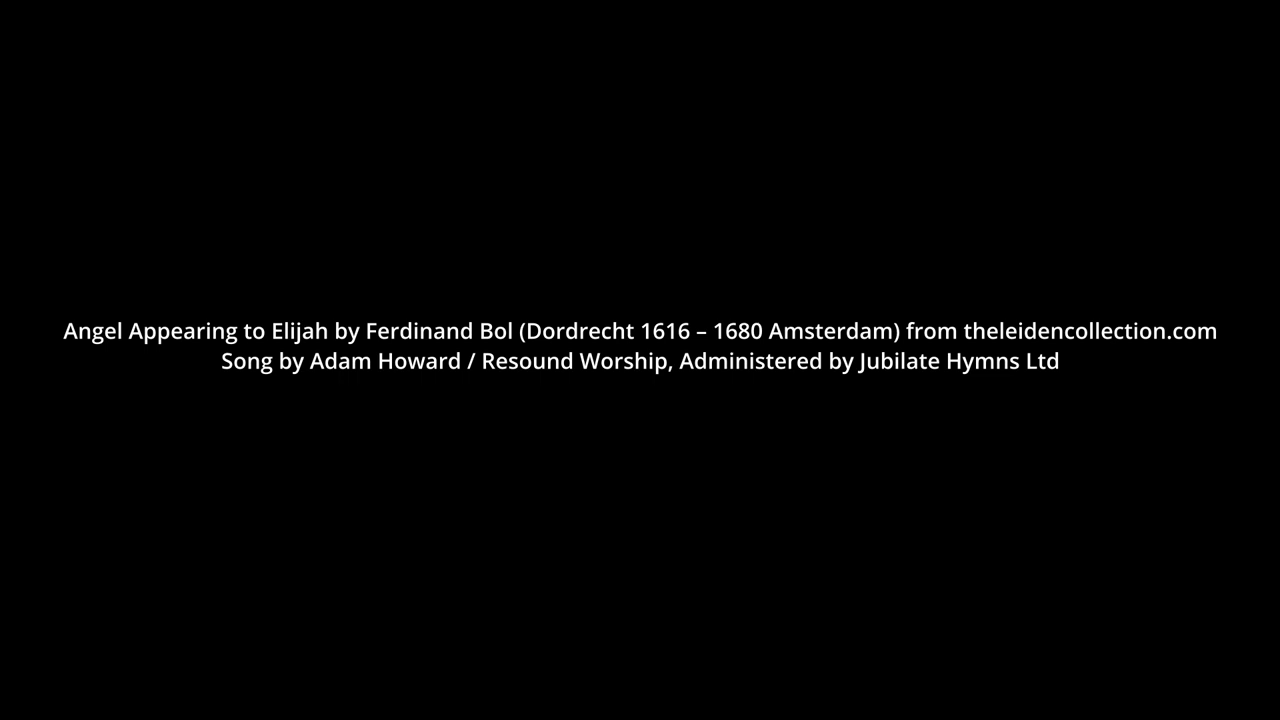 Angel Appearing to Elijah by Ferdinand Bol (Dordrecht 1616 – 1680 Amsterdam) from theleidencollection.com
Song by Adam Howard / Resound Worship, Administered by Jubilate Hymns Ltd